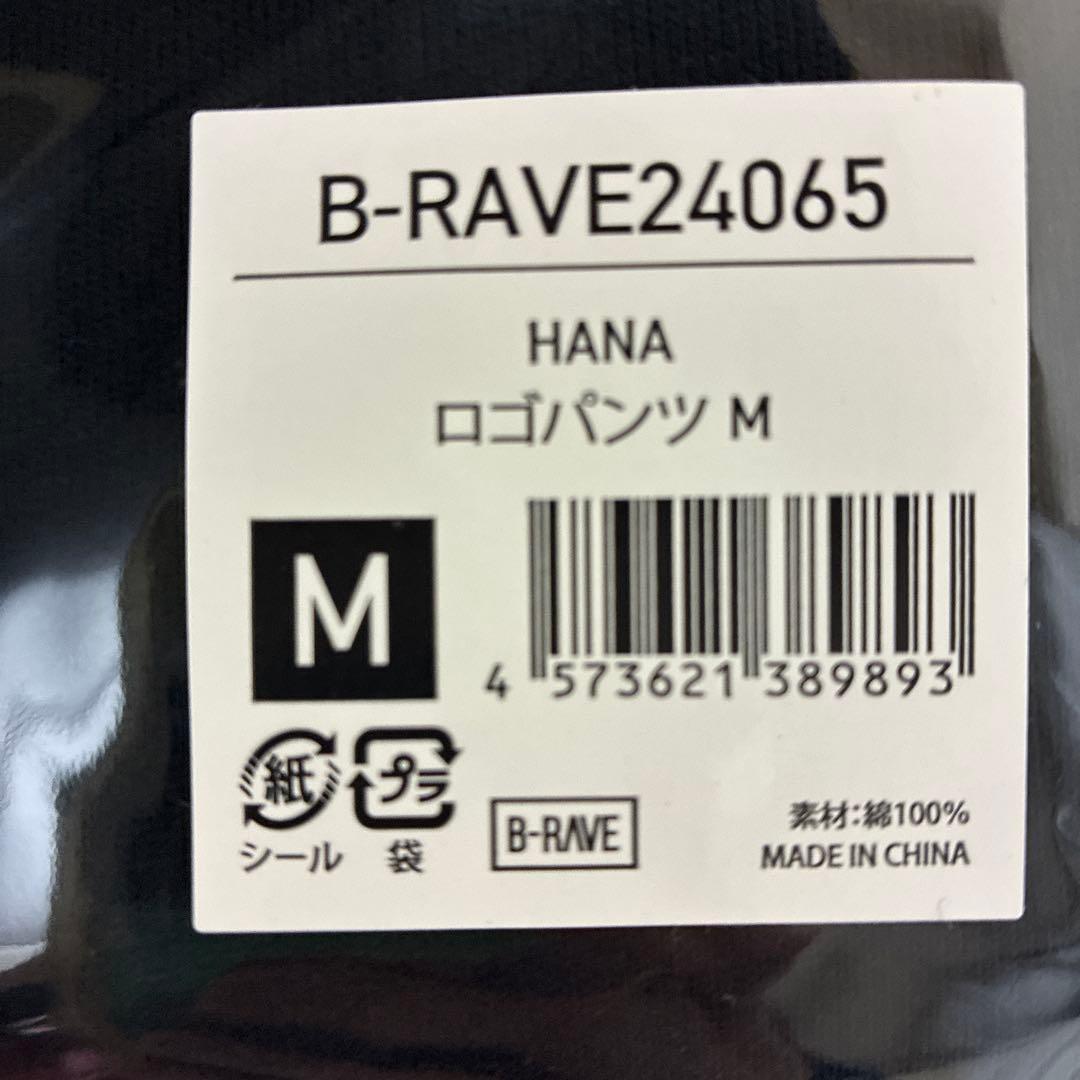 B-RAVE24065
HANA
ロゴパンツ M
M
4 573621 389893
紙
シール
プラ
袋
B-RAVE
素材:綿100%
MADE IN CHINA